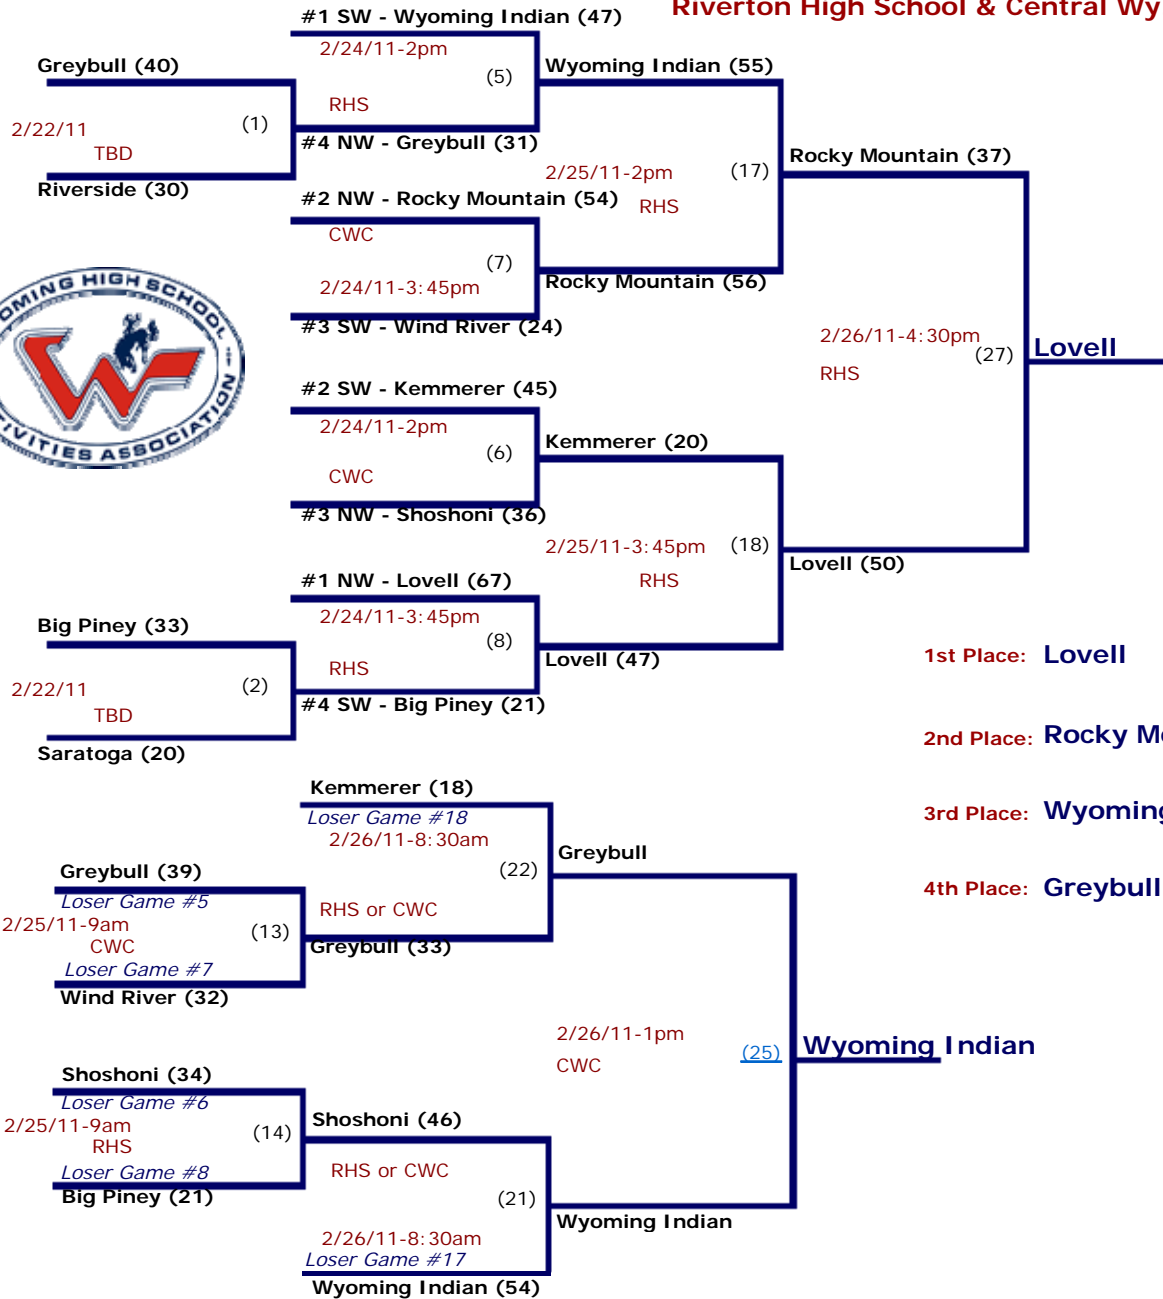 Riverton High School & Central Wy
#1 SW - Wyoming Indian (47)
2/24/11-2pm
(5)
RHS
#4 NW - Greybull (31)
Greybull (40)
2/22/11
(1)
TBD
Riverside (30)
Wyoming Indian (55)
2/25/11-2pm
(17)
RHS
Rocky Mountain (56)
#2 NW - Rocky Mountain (54)
CWC
(7)
2/24/11-3:45pm
#3 SW - Wind River (24)
Rocky Mountain (37)
2/26/11-4:30pm
(27)
RHS
Lovell
OMING HIGH SCHOOL
TIVITIES ASSOCIATION
W
#2 SW - Kemmerer (45)
2/24/11-2pm
(6)
CWC
#3 NW - Shoshoni (36)
Kemmerer (20)
2/25/11-3:45pm
(18)
RHS
Lovell (50)
#1 NW - Lovell (67)
2/24/11-3:45pm
(8)
RHS
#4 SW - Big Piney (21)
Lovell (47)
Big Piney (33)
2/22/11
(2)
TBD
Saratoga (20)
1st Place: Lovell
2nd Place: Rocky M
3rd Place: Wyoming
4th Place: Greybull
Kemmerer (18)
Loser Game #18
2/26/11-8:30am
(22)
RHS or CWC
Greybull (33)
Greybull
Greybull (39)
Loser Game #5
2/25/11-9am
(13)
CWC
Loser Game #7
Wind River (32)
2/26/11-1pm
(25)
CWC
Wyoming Indian
Shoshoni (34)
Loser Game #6
2/25/11-9am
(14)
RHS
Loser Game #8
Big Piney (21)
Shoshoni (46)
RHS or CWC
(21)
2/26/11-8:30am
Loser Game #17
Wyoming Indian (54)
Wyoming Indian